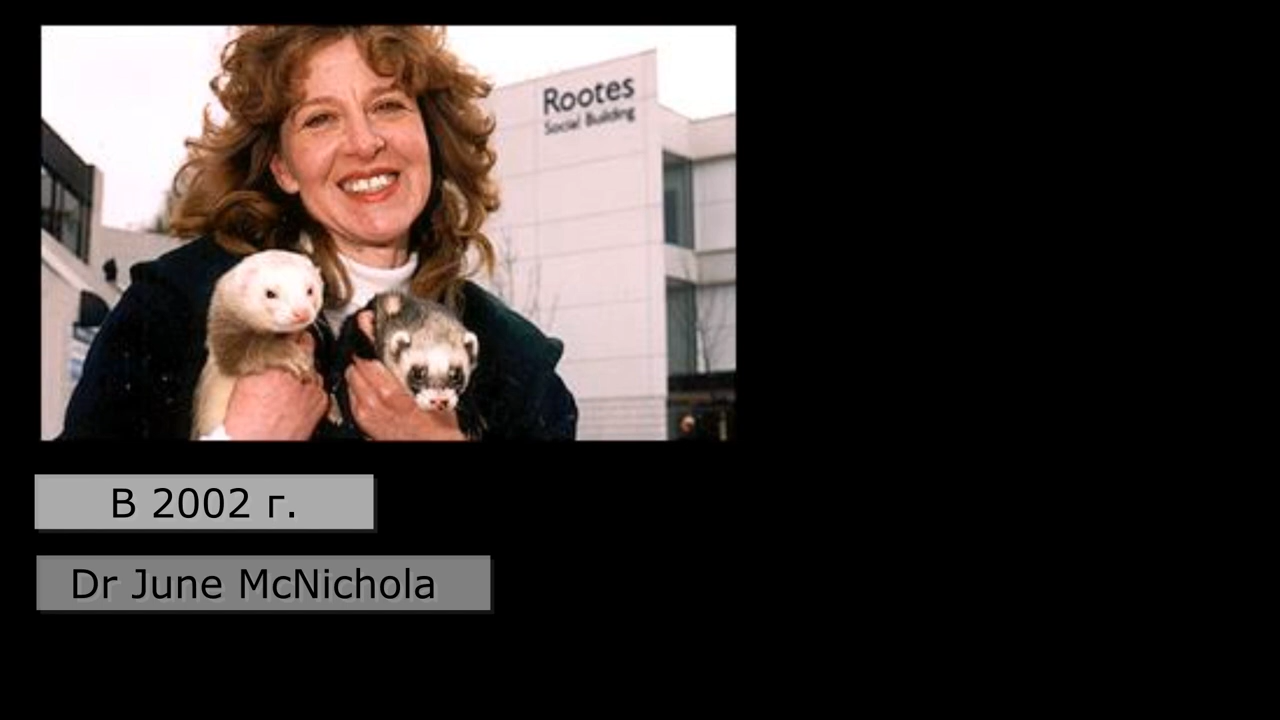 Rootes
Social Building
В 2002 г.
Dr June McNichola